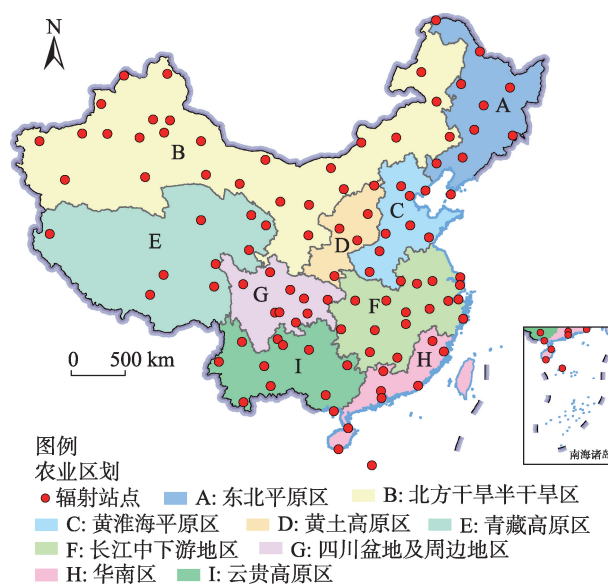 N
A
B
C
D
E
G
F
H
I
0 500 km
南海诸岛
图例
农业区划
辐射站点 A: 东北平原区 B: 北方干旱半干旱区
C: 黄淮海平原区 D: 黄土高原区 E: 青藏高原区
F: 长江中下游地区 G: 四川盆地及周边地区
H: 华南区 I: 云贵高原区